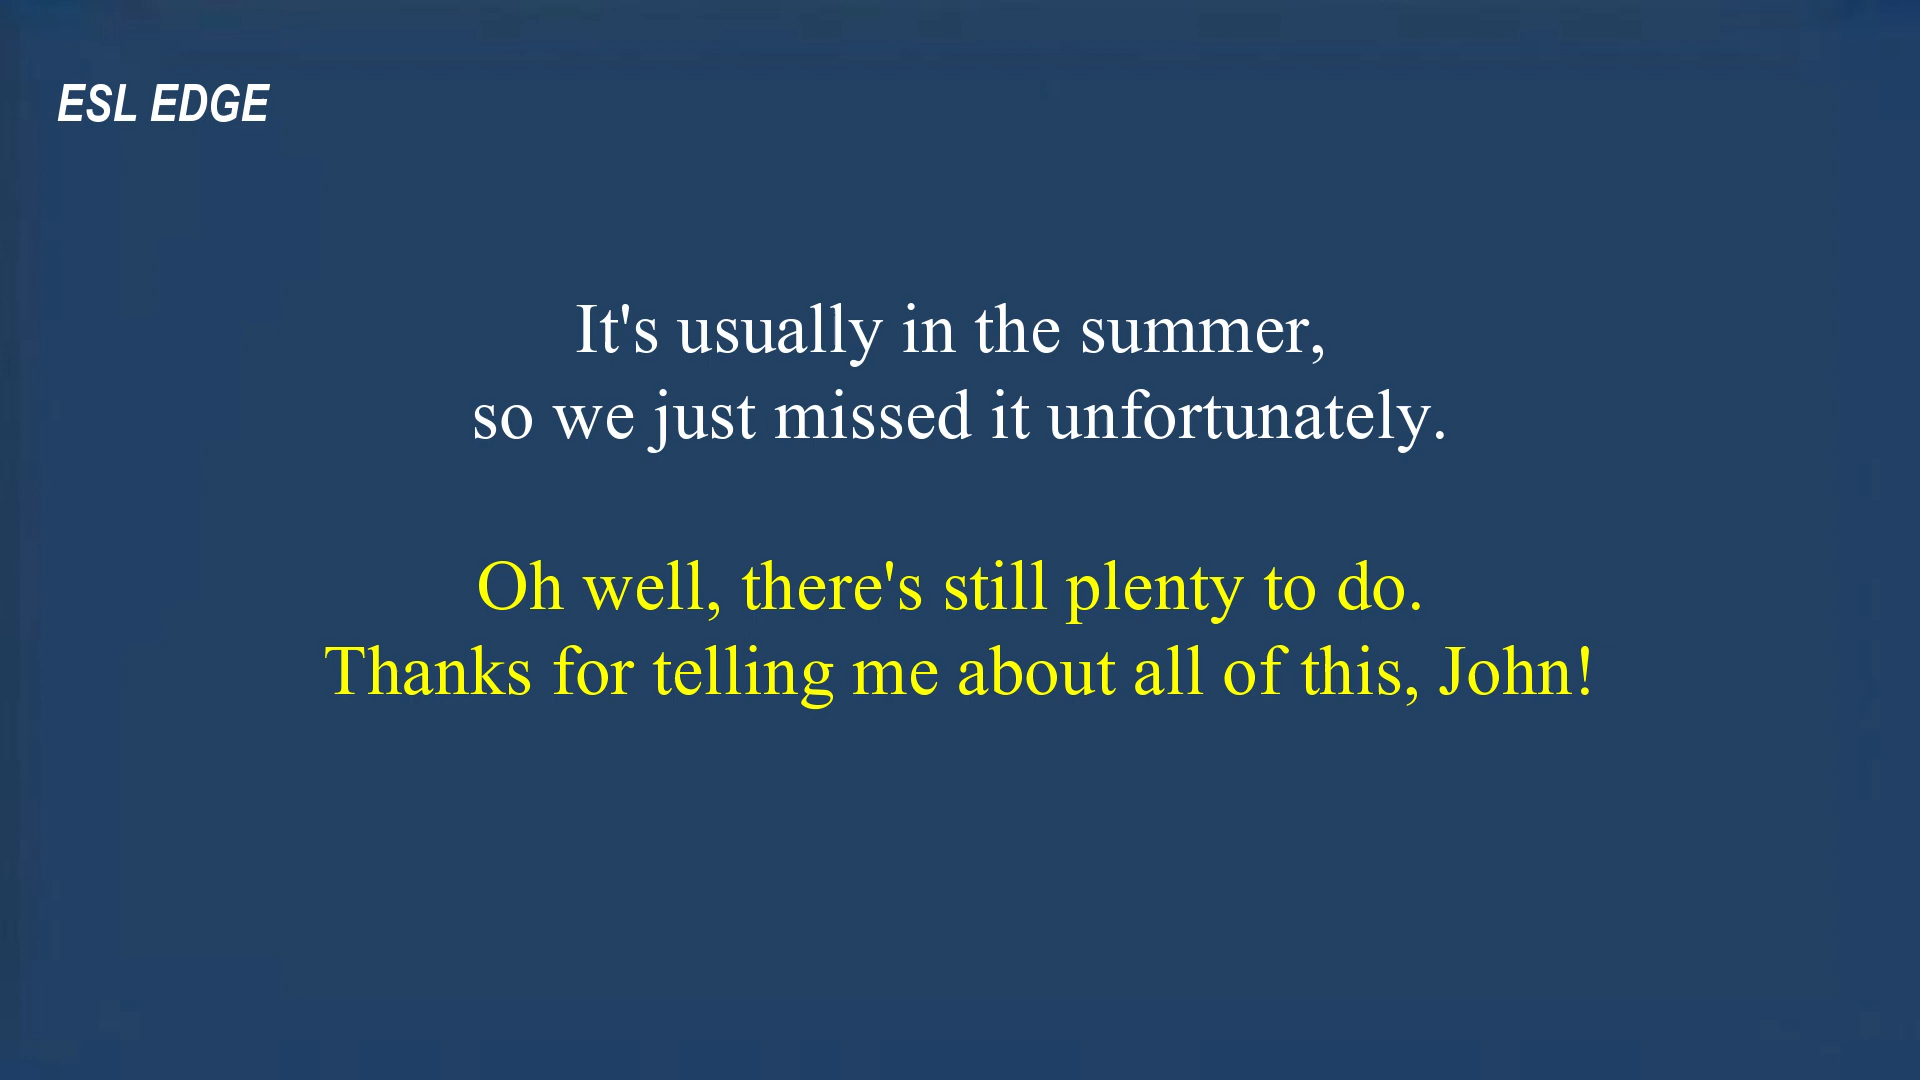 ESL EDGE
It's usually in the summer,
so we just missed it unfortunately.
Oh well, there's still plenty to do.
Thanks for telling me about all of this, John!